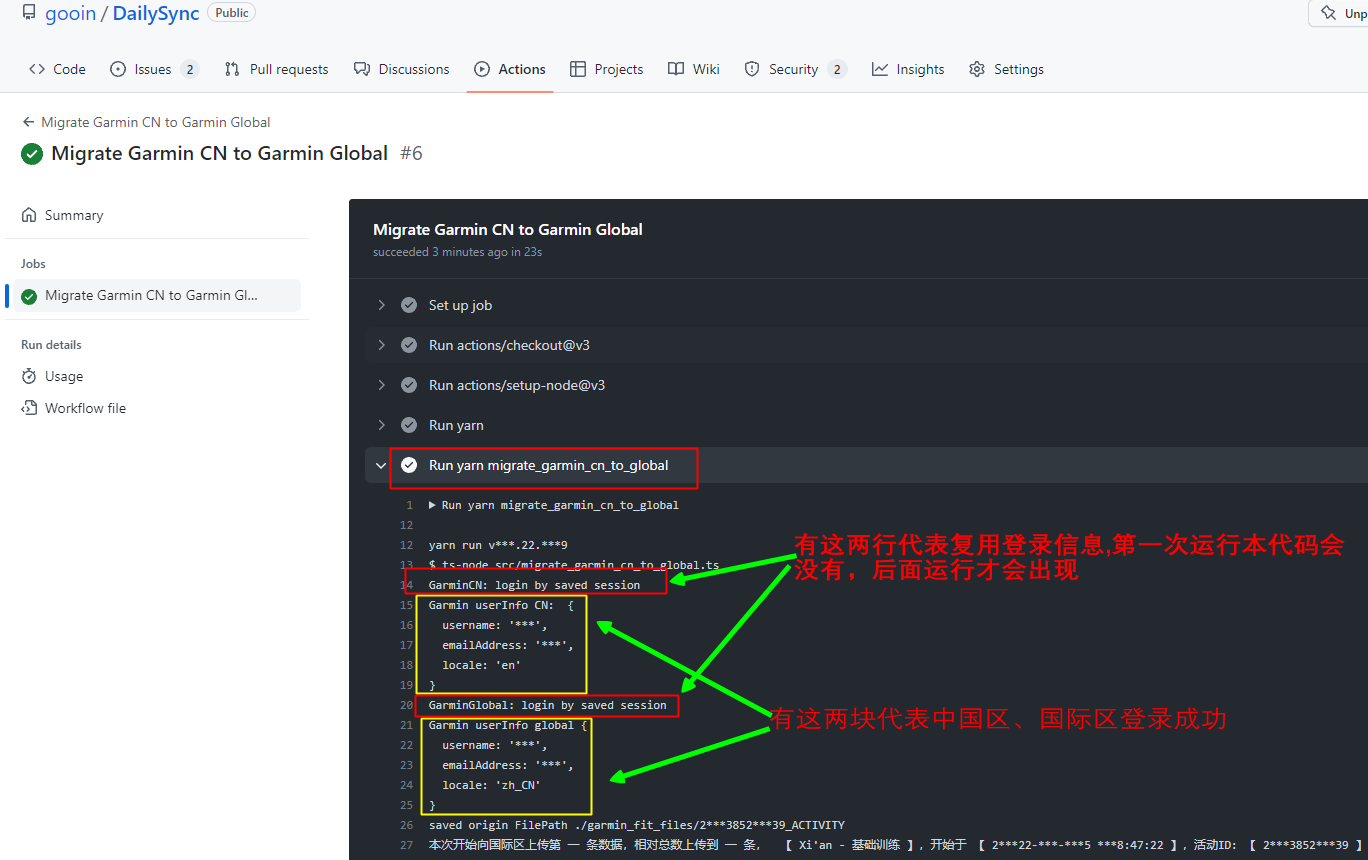 gooin / DailySync Public
Unp
Code Issues 2 Pull requests Discussions Actions Projects Wiki Security 2 Insights Settings
← Migrate Garmin CN to Garmin Global
Migrate Garmin CN to Garmin Global #6
Summary
Jobs
Migrate Garmin CN to Garmin Gl...
Run details
Usage
Workflow file
Migrate Garmin CN to Garmin Global
succeeded 3 minutes ago in 23s
Set up job
Run actions/checkout@v3
Run actions/setup-node@v3
Run yarn
Run yarn migrate_garmin_cn_to_global
1 ▶ Run yarn migrate_garmin_cn_to_global
12
12 yarn run v***.22.***9
13 $ ts-node src/migrate_garmin_cn_to_global.ts
14 GarminCN: login by saved session
15 Garmin userInfo CN: {
16 username: '***',
17 emailAddress: '***',
18 locale: 'en'
19 }
20 GarminGlobal: login by saved session
21 Garmin userInfo global {
22 username: '***',
23 emailAddress: '***',
24 locale: 'zh_CN'
25 }
26 saved origin FilePath ./garmin_fit_files/2***3852***39_ACTIVITY
27 本次开始向国际区上传第 一 条数据，相对总数上传到 一 条， 【 Xi'an - 基础训练 】，开始于 【 2***22-***-***5 ***8:47:22 】，活动ID: 【 2***3852***39 】
有这两行代表复用登录信息,第一次运行本代码会
没有，后面运行才会出现
有这两块代表中国区、国际区登录成功